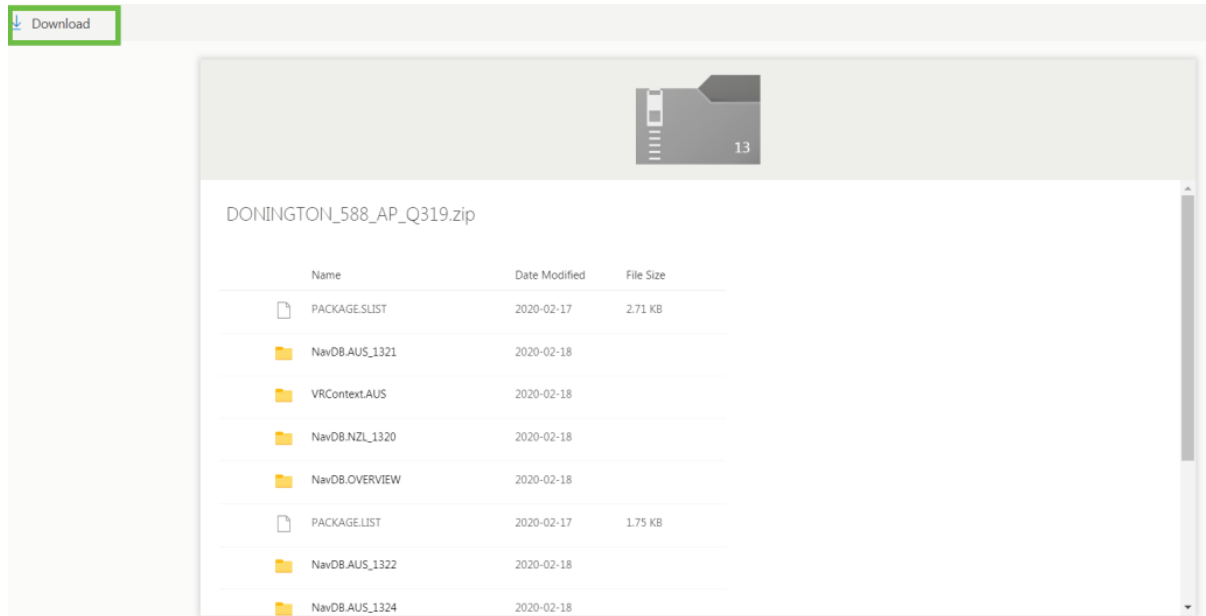 Download
13
DONINGTON_588_AP_Q319.zip
Name Date Modified File Size
PACKAGE.SLIST 2020-02-17 2.71 KB
NavDB.AUS_1321 2020-02-18
VRContext.AUS 2020-02-18
NavDB.NZL_1320 2020-02-18
NavDB.OVERVIEW 2020-02-18
PACKAGE.LIST 2020-02-17 1.75 KB
NavDB.AUS_1322 2020-02-18
NavDB.AUS_1324 2020-02-18